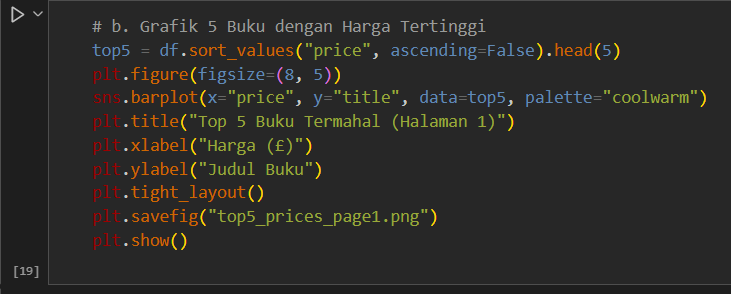 # b. Grafik 5 Buku dengan Harga Tertinggi
top5 = df.sort_values("price", ascending=False).head(5)
plt.figure(figsize=(8, 5))
sns.barplot(x="price", y="title", data=top5, palette="coolwarm")
plt.title("Top 5 Buku Termahal (Halaman 1)")
plt.xlabel("Harga (£)")
plt.ylabel("Judul Buku")
plt.tight_layout()
plt.savefig("top5_prices_page1.png")
plt.show()
[19]